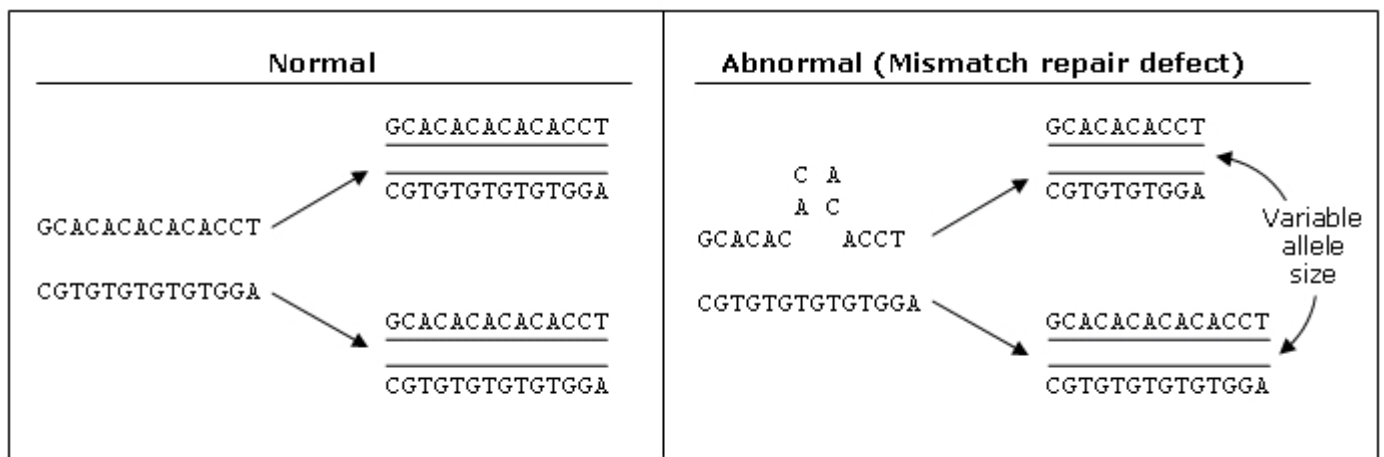 Normal
GCACACACACACCT
CGTGTGTGTGTGGA
GCACACACACACCT
CGTGTGTGTGTGGA
GCACACACACACCT
CGTGTGTGTGTGGA
Abnormal (Mismatch repair defect)
C A
A C
GCACAC ACCT
CGTGTGTGTGTGGA
GCACACACCT
CGTGTGTGGA
GCACACACACACCT
CGTGTGTGTGTGGA
Variable
allele
size